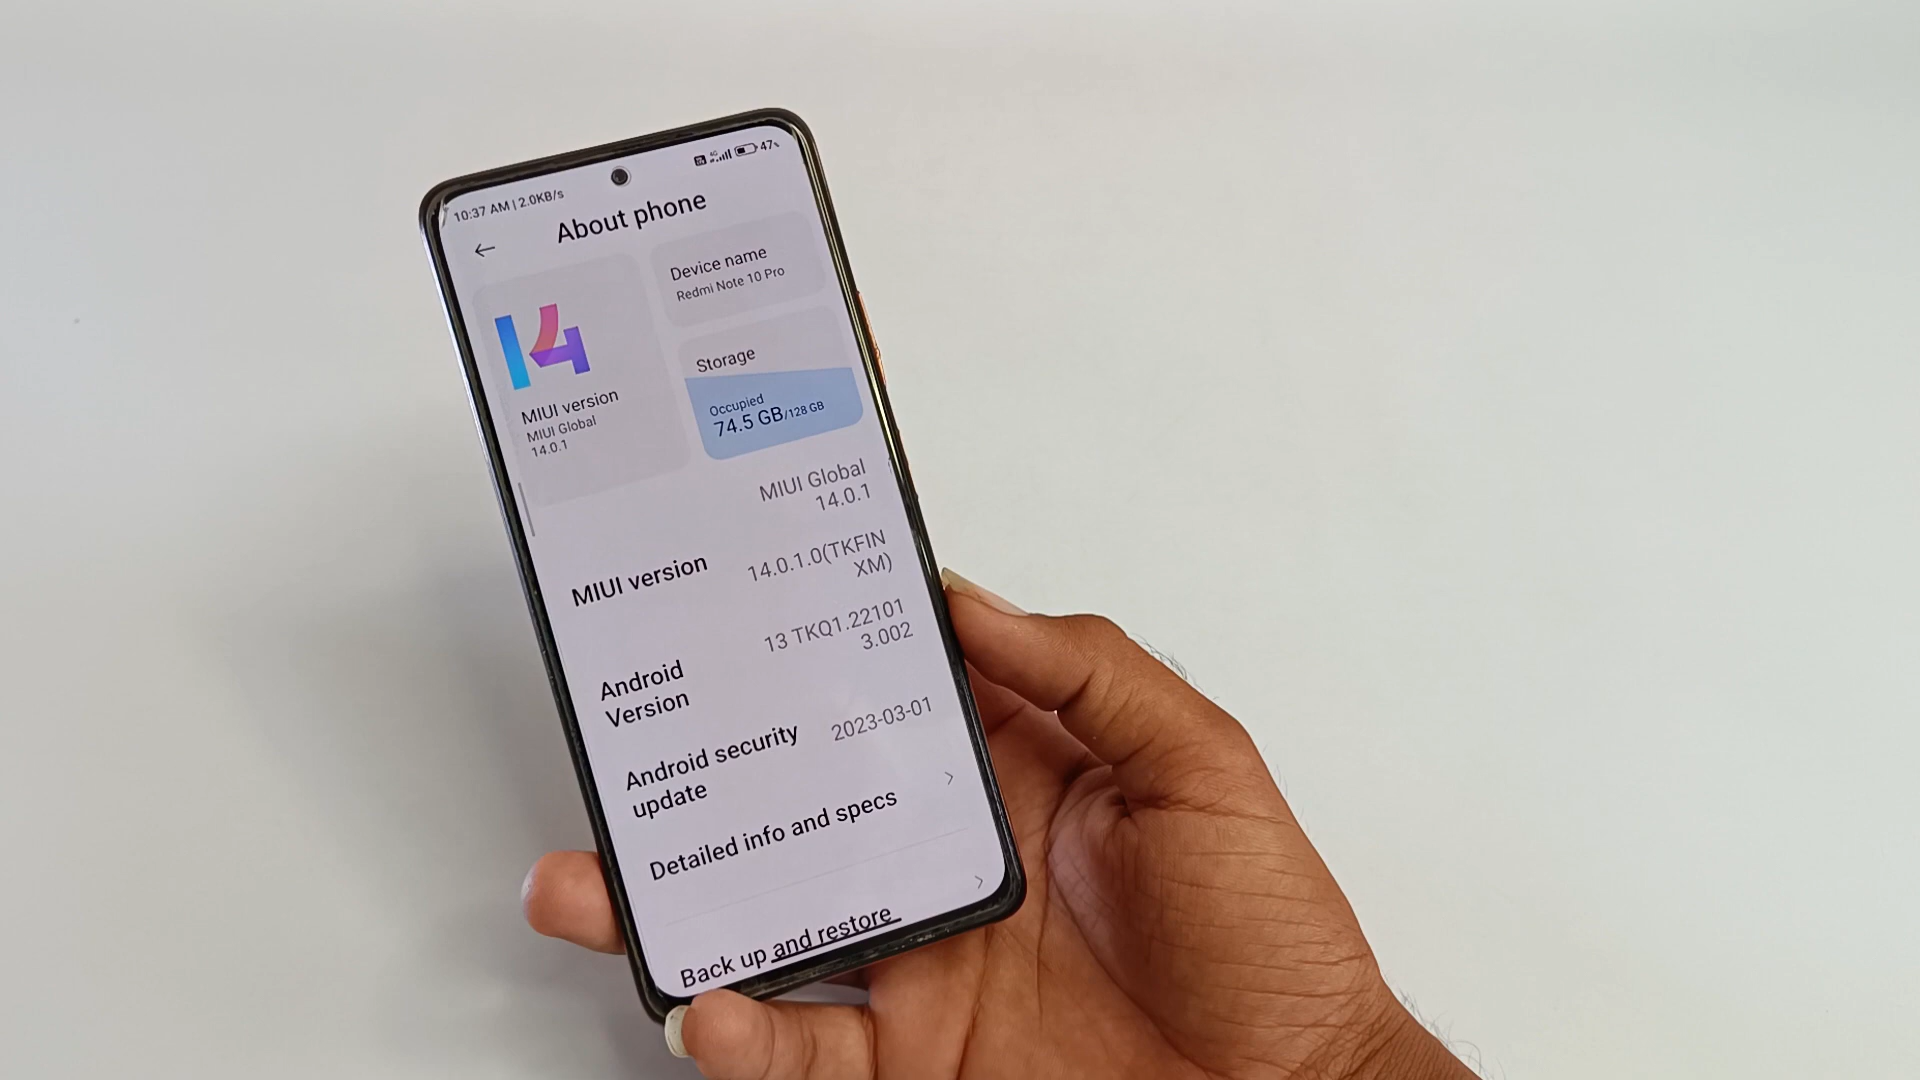 10:37 AM | 2.0KB/s
4G
47%
About phone
14
MIUI version
MIUI Global
14.0.1
Device name
Redmi Note 10 Pro
Storage
Occupied
74.5 GB/128 GB
MIUI Global
14.0.1
MIUI version
14.0.1.0(TKFIN
XM)
13 TKQ1.22101
3.002
Android
Version
Android security
update
2023-03-01
Detailed info and specs
Back up and restore